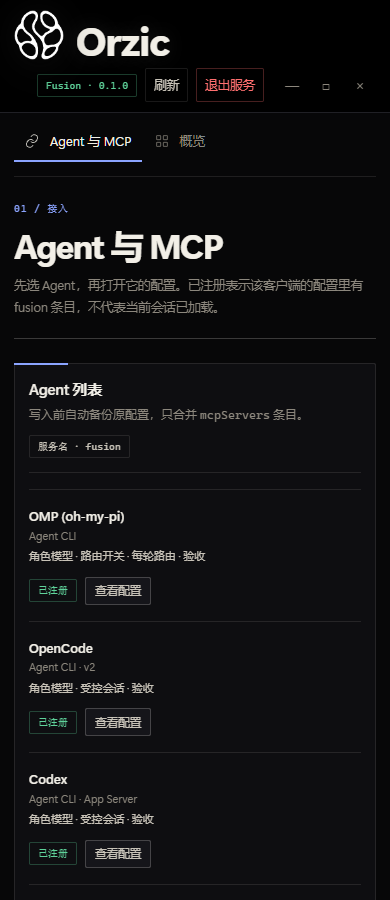 Orzic
Fusion · 0.1.0
刷新
退出服务
Agent 与 MCP
概览
01 / 接入
Agent 与 MCP
先选 Agent，再打开它的配置。已注册表示该客户端的配置里有
fusion 条目，不代表当前会话已加载。
Agent 列表
写入前自动备份原配置，只合并 mcpServers 条目。
服务名 · fusion
OMP (oh-my-pi)
Agent CLI
角色模型 · 路由开关 · 每轮路由 · 验收
已注册
查看配置
OpenCode
Agent CLI · v2
角色模型 · 受控会话 · 验收
已注册
查看配置
Codex
Agent CLI · App Server
角色模型 · 受控会话 · 验收
已注册
查看配置